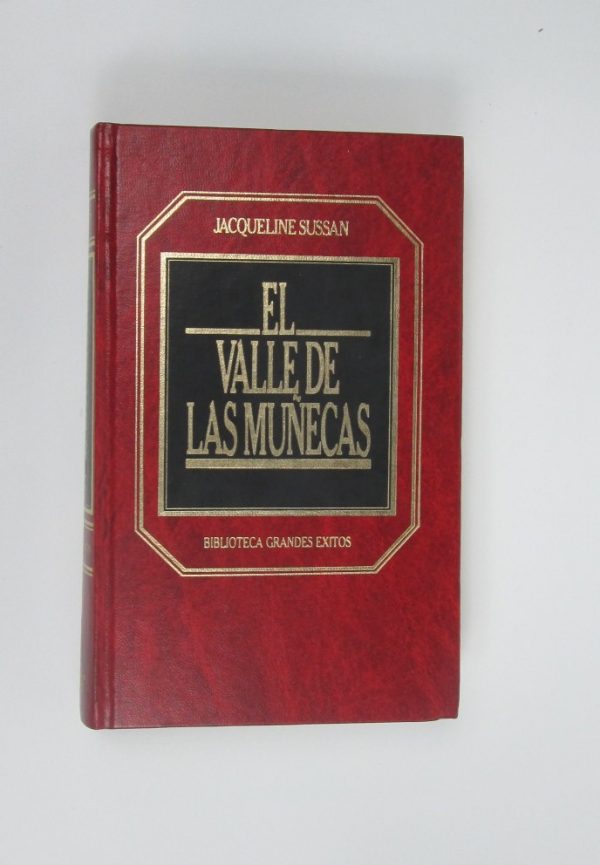 JACQUELINE SUSSAN
EL
VALLE DE
LAS MUÑECAS
BIBLIOTECA GRANDES EXITOS